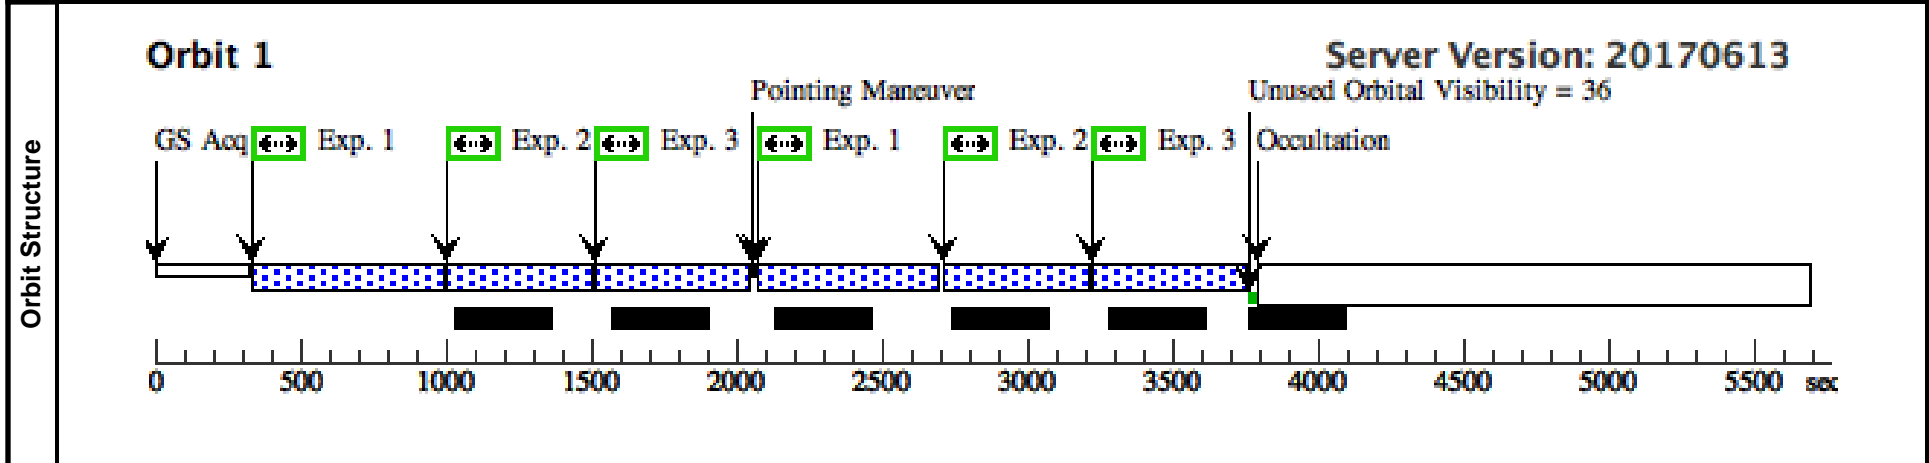 Orbit Structure
Orbit 1
Server Version: 20170613
Pointing Maneuver
Unused Orbital Visibility = 36
GS Acq Exp. 1 Exp. 2 Exp. 3 Exp. 1 Exp. 2 Exp. 3 Occultation
0 500 1000 1500 2000 2500 3000 3500 4000 4500 5000 5500 sec